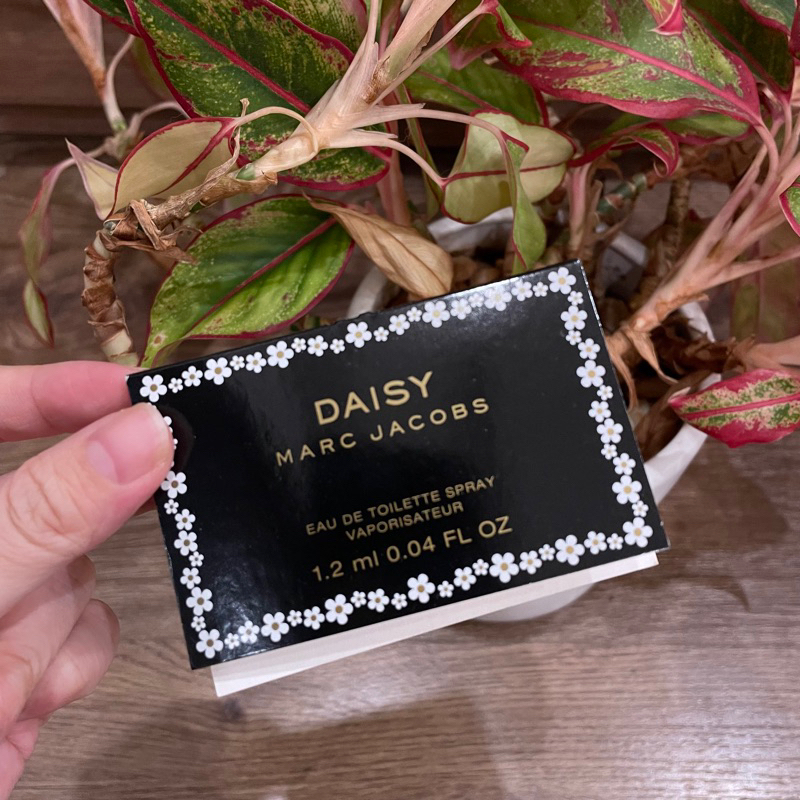 DAISY
MARC JACOBS
EAU DE TOILETTE SPRAY
VAPORISATEUR
1.2 ml 0.04 FL OZ